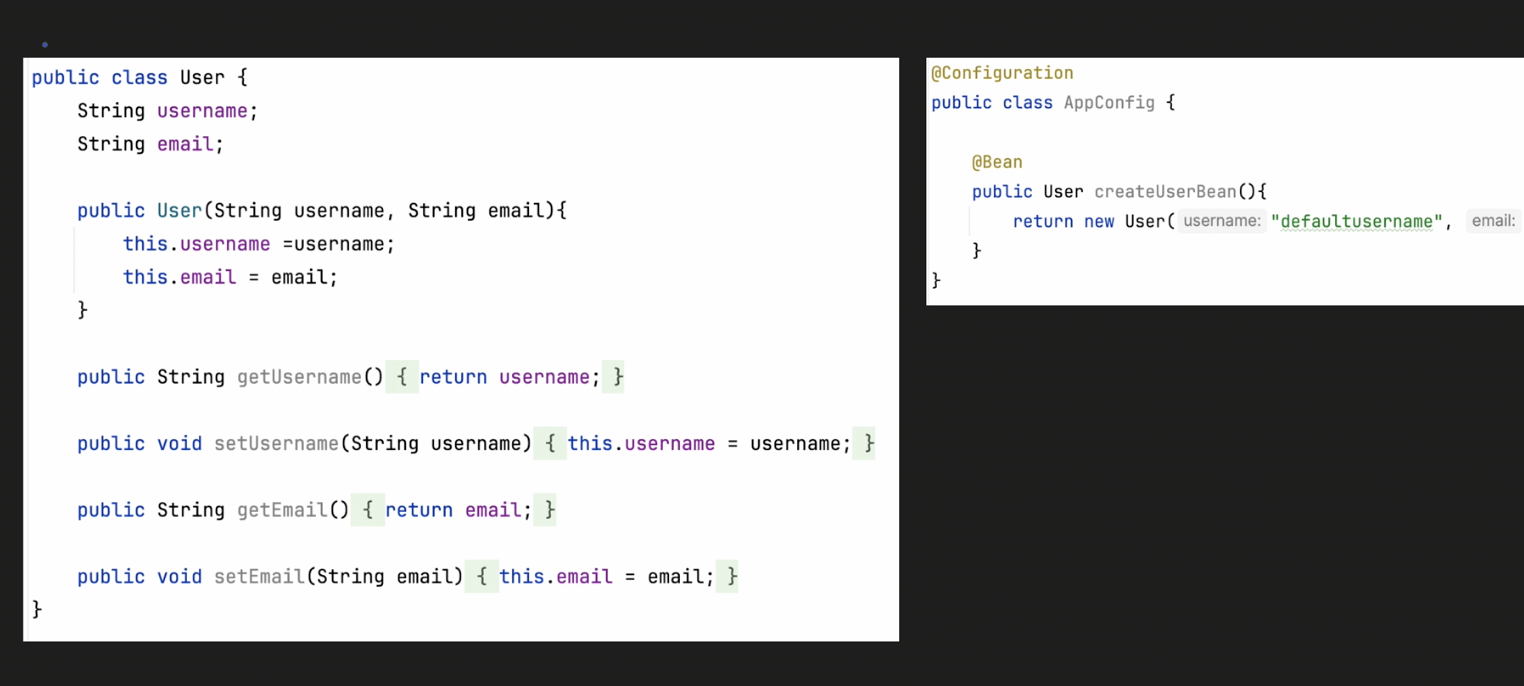 public class User {
    String username;
    String email;

    public User(String username, String email){
        this.username =username;
        this.email = email;
    }

    public String getUsername() { return username; }

    public void setUsername(String username) { this.username = username; }

    public String getEmail() { return email; }

    public void setEmail(String email) { this.email = email; }
}
@Configuration
public class AppConfig {

    @Bean
    public User createUserBean(){
        return new User( username: "defaultusername", email:
    }
}